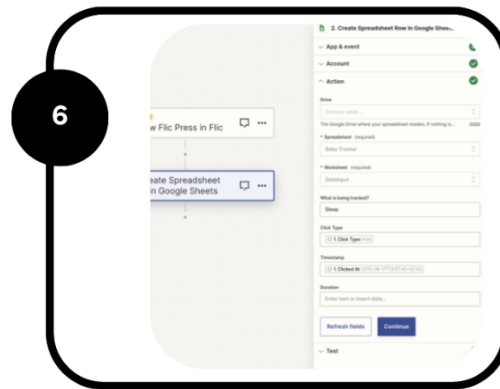 6
2. Create Spreadsheet Row in Google Shee...
App & event
Account
Action
Drive
Choose value...
The Google Drive where your spreadsheet resides. If nothing is...
* Spreadsheet (required)
Baby Tracker
* Worksheet (required)
DataInput
What is being tracked?
Sleep
Click Type
1. Click Type: hold
Timestamp
1. Clicked At:
Duration
Enter text or insert data...
Refresh fields Continue
Test
w Flic Press in Flic
eate Spreadsheet
in Google Sheets